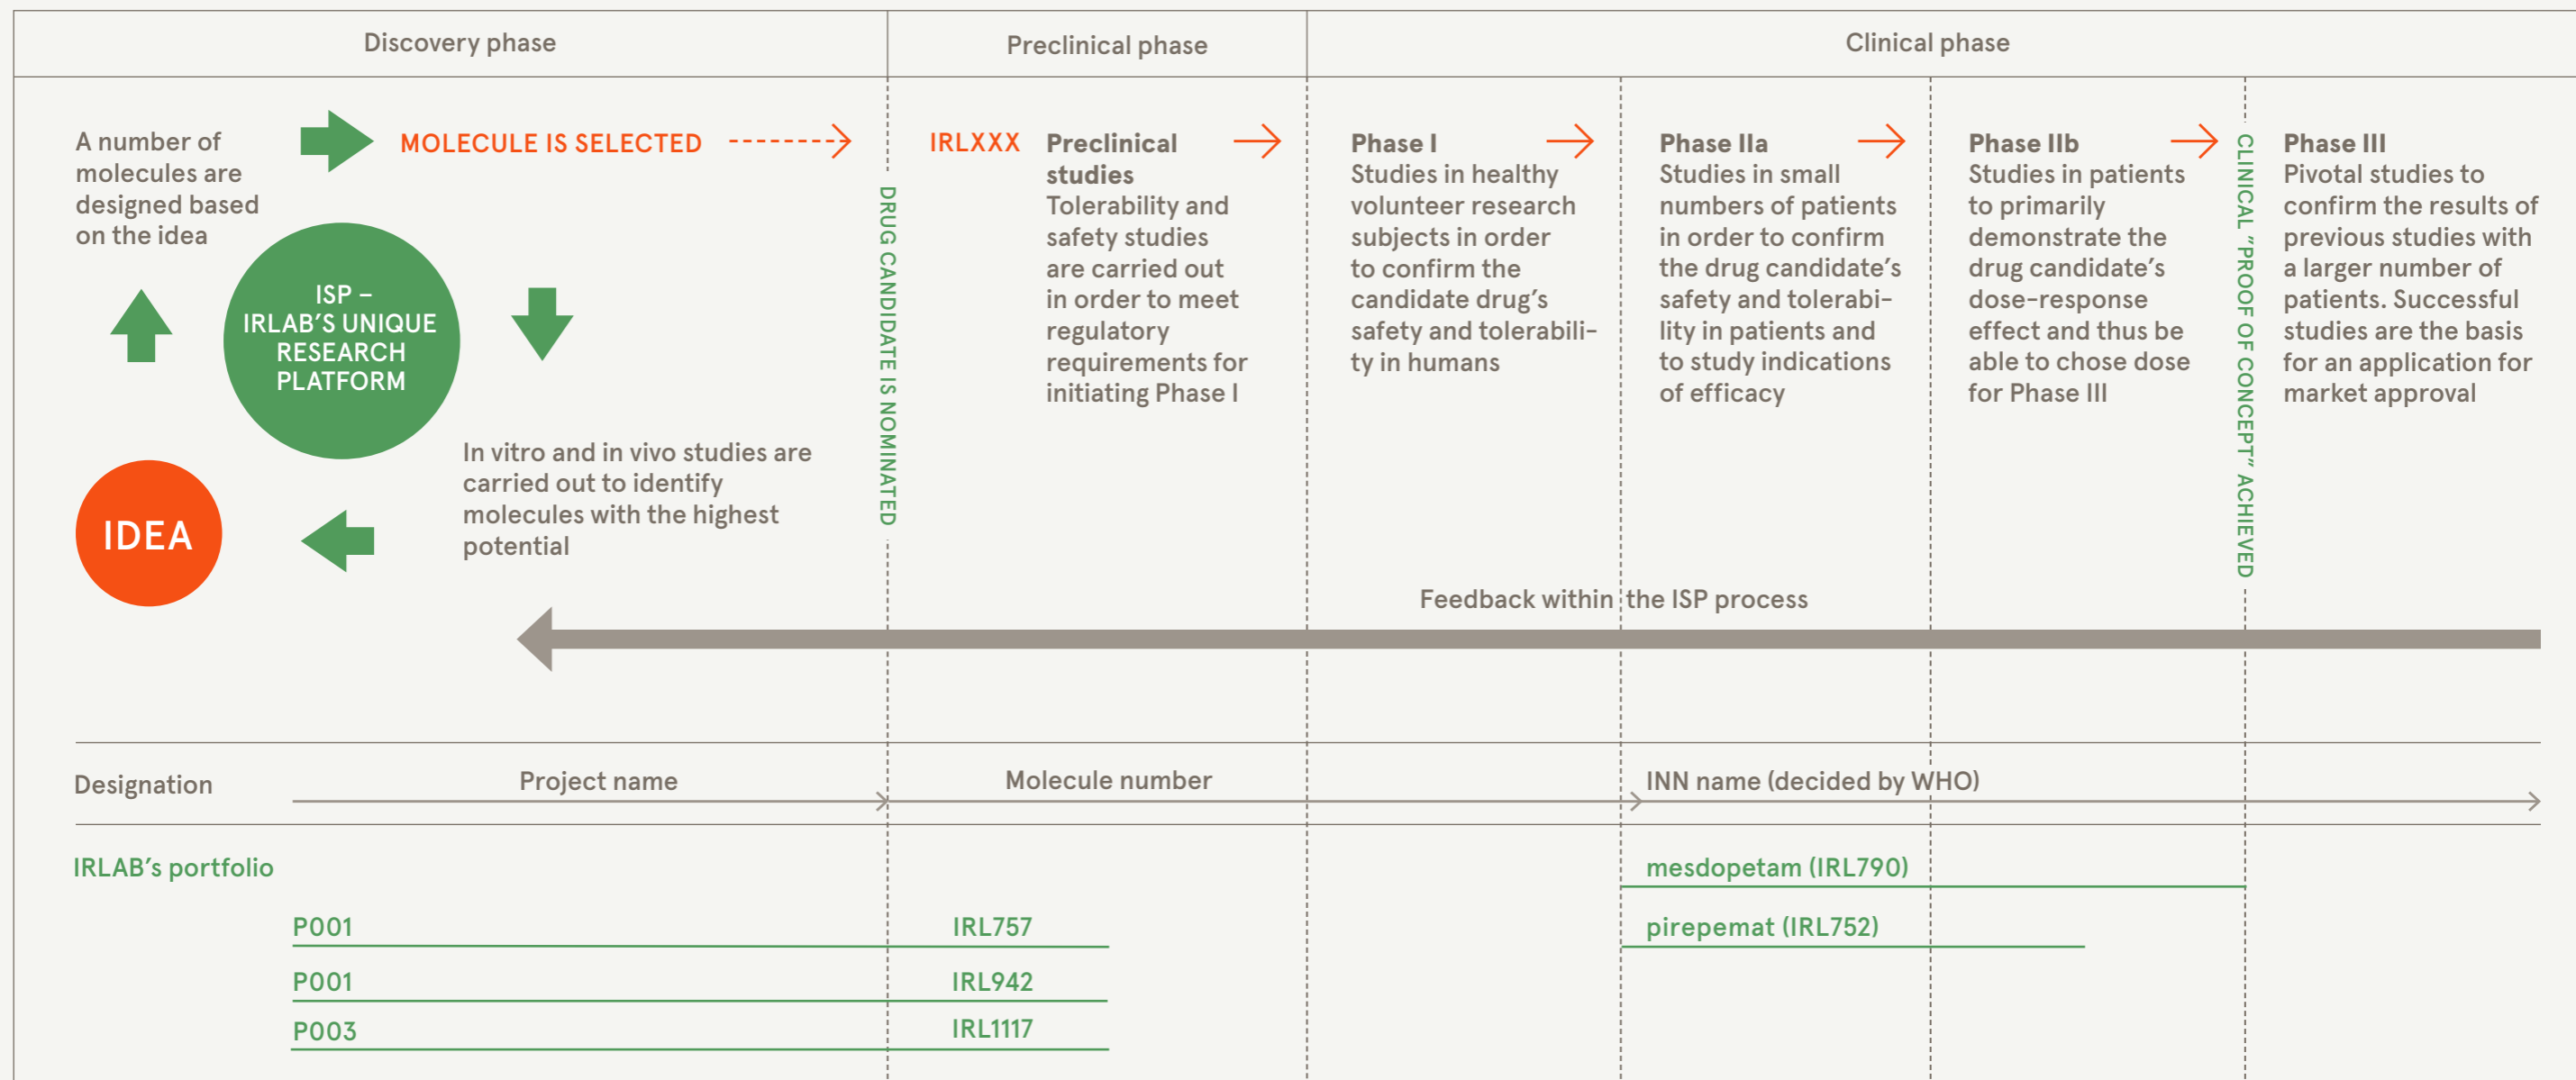 Discovery phase
Preclinical phase
Clinical phase
A number of
molecules are
designed based
on the idea
MOLECULE IS SELECTED
ISP –
IRLAB’S UNIQUE
RESEARCH
PLATFORM
IDEA
In vitro and in vivo studies are
carried out to identify
molecules with the highest
potential
DRUG CANDIDATE IS NOMINATED
IRLXXX
Preclinical
studies
Tolerability and
safety studies
are carried out
in order to meet
regulatory
requirements for
initiating Phase I
Phase I
Studies in healthy
volunteer research
subjects in order
to confirm the
candidate drug’s
safety and tolerabili-
ty in humans
Phase IIa
Studies in small
numbers of patients
in order to confirm
the drug candidate’s
safety and tolerabi-
lity in patients and
to study indications
of efficacy
Phase IIb
Studies in patients
to primarily
demonstrate the
drug candidate’s
dose-response
effect and thus be
able to chose dose
for Phase III
CLINICAL ”PROOF OF CONCEPT” ACHIEVED
Phase III
Pivotal studies to
confirm the results of
previous studies with
a larger number of
patients. Successful
studies are the basis
for an application for
market approval
Feedback within the ISP process
Designation
Project name
Molecule number
INN name (decided by WHO)
IRLAB’s portfolio
mesdopetam (IRL790)
P001
IRL757
pirepemat (IRL752)
P001
IRL942
P003
IRL1117